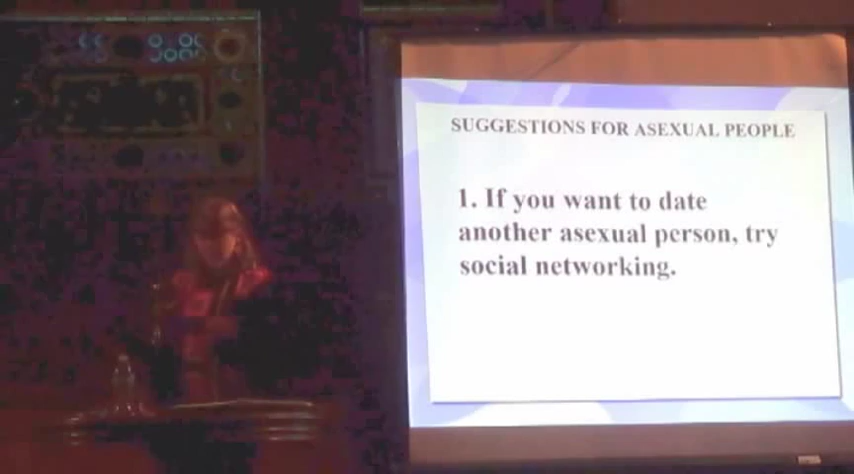 SUGGESTIONS FOR ASEXUAL PEOPLE
1. If you want to date
another asexual person, try
social networking.